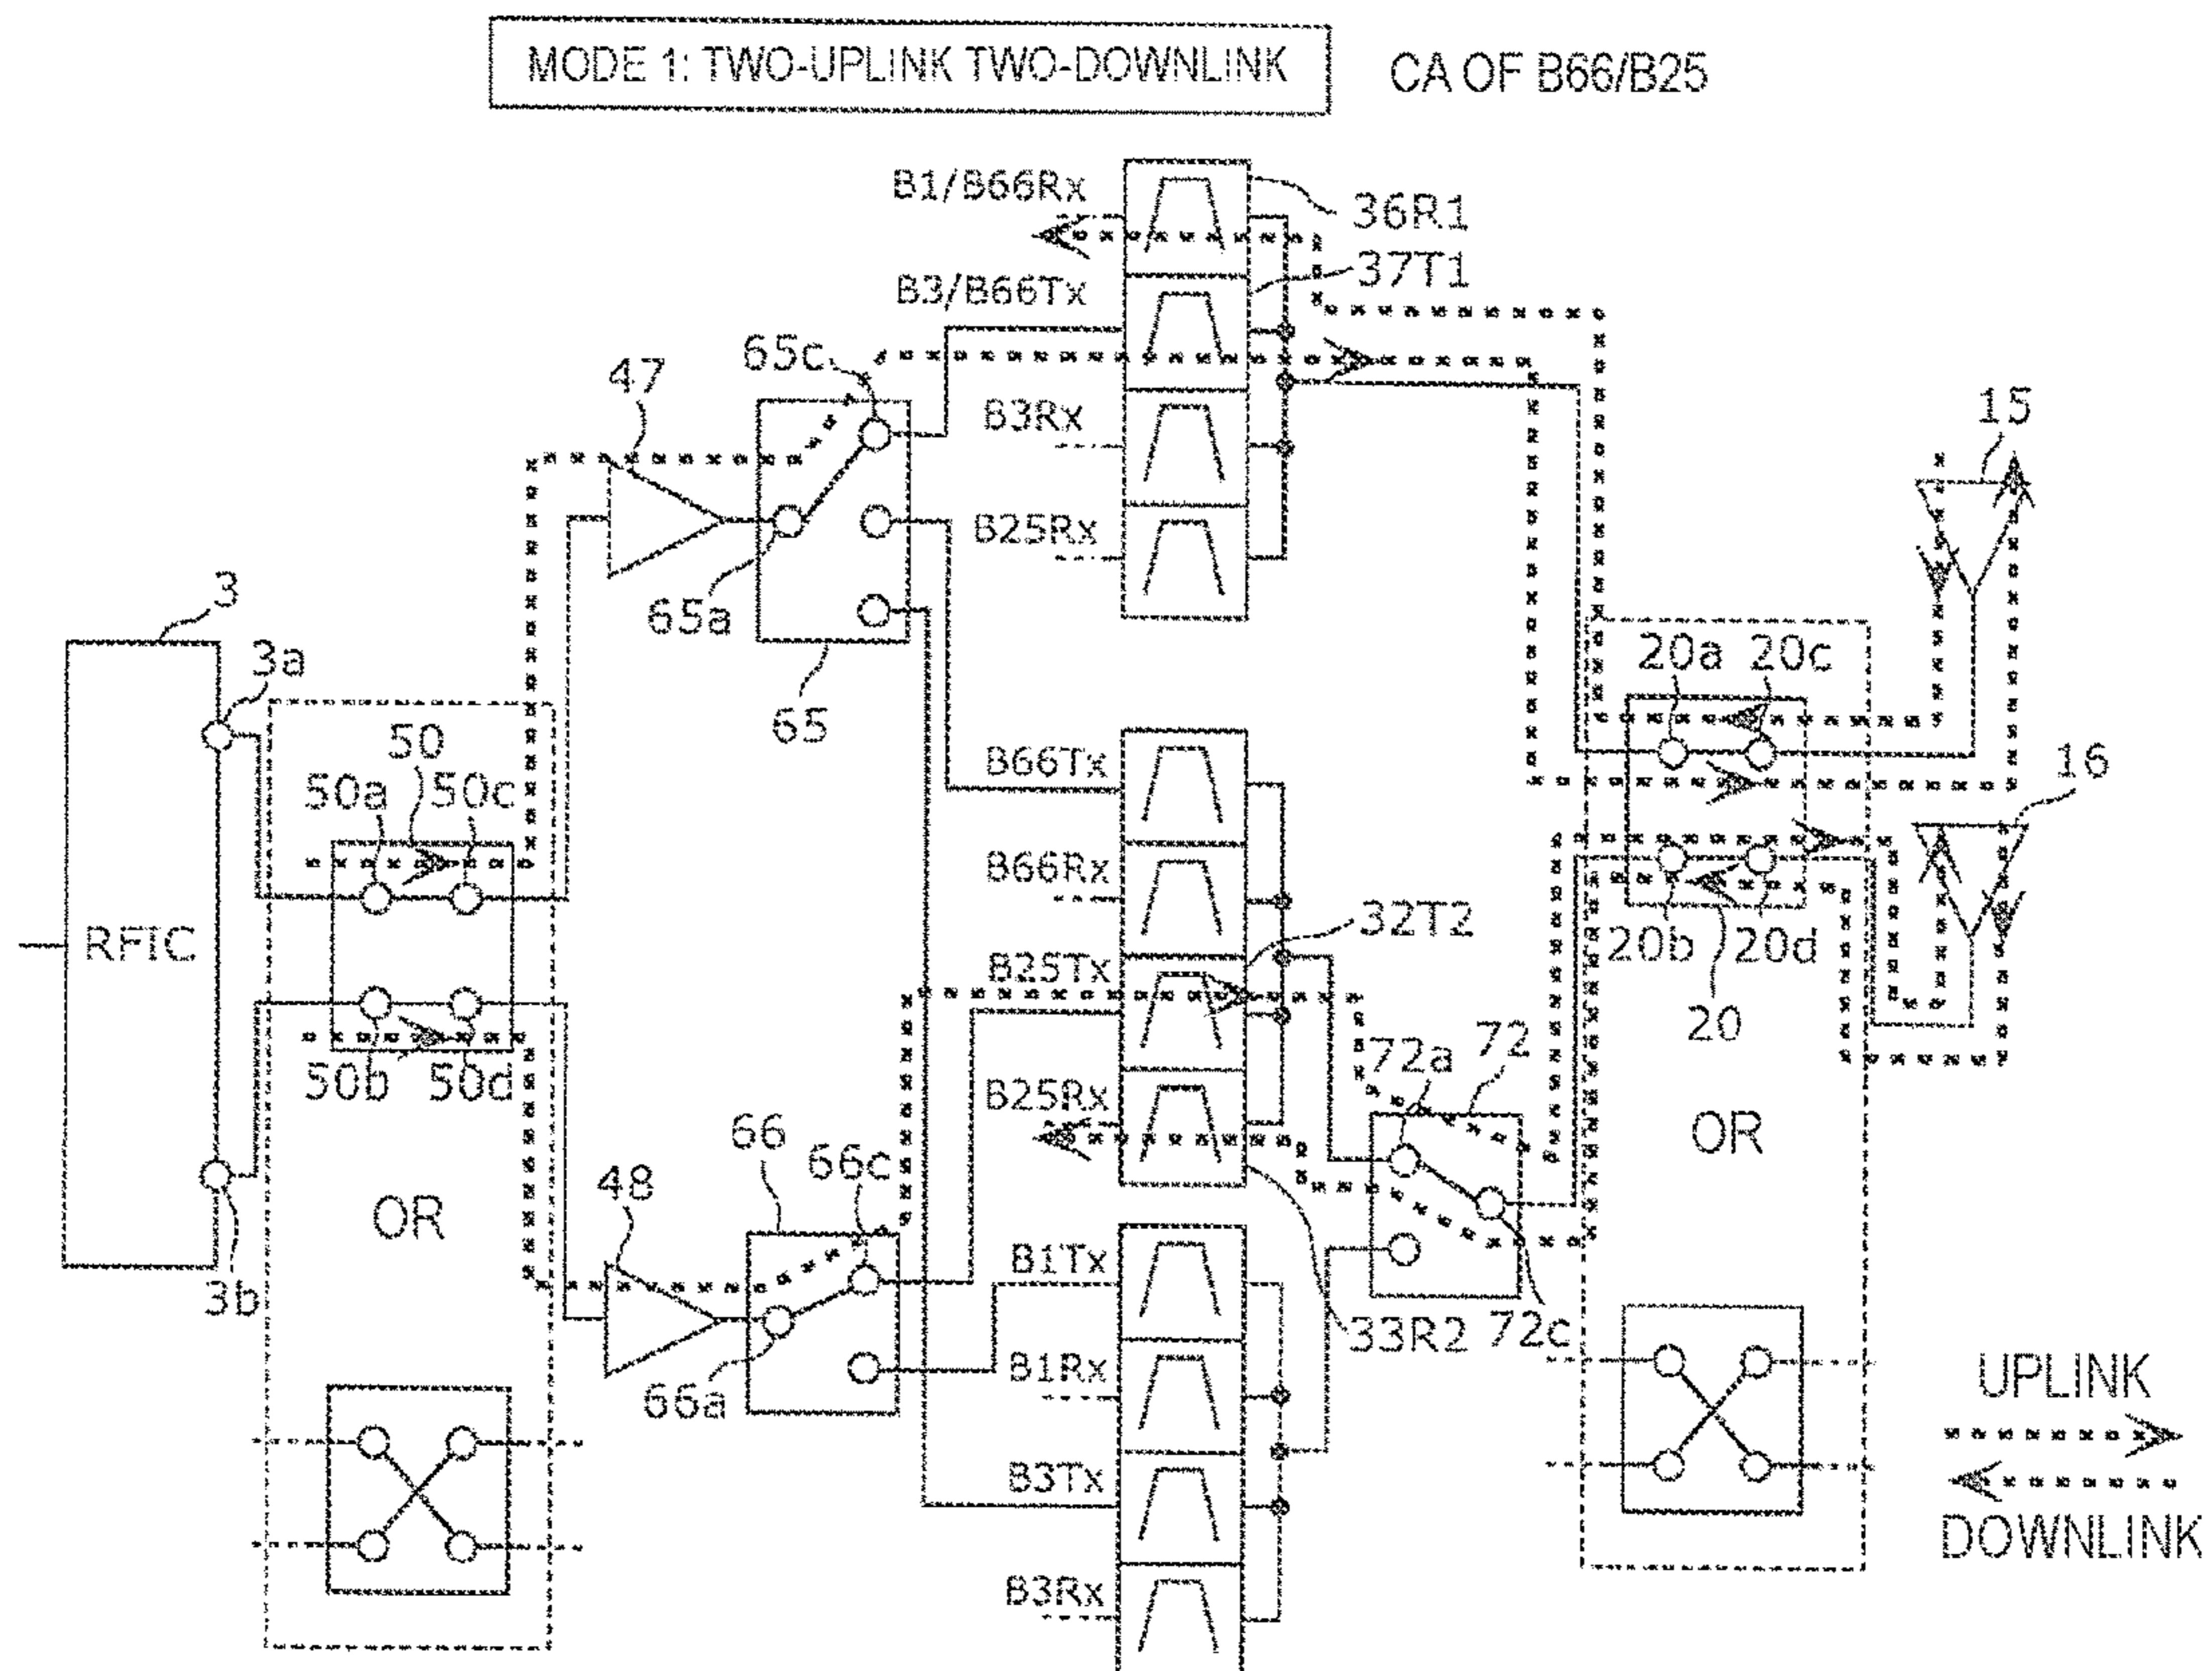 MODE 1: TWO-UPLINK TWO-DOWNLINK
CA OF B66/B25
B1/B66Rx
36R1
37T1
B3/B66Tx
65c
47
B3Rx
15
B25Rx
3
65a
3a
20a 20c
65
50
B66Tx
16
50a 50c
B66Rx
32T2
RFIC
B25Tx
20b 20d
20
72a 72
50b 50d
B25Rx
66
66c
OR
48
OR
B1Tx
3b
33R2
72c
B1Rx
66a
UPLINK
B3Tx
DOWNLINK
B3Rx